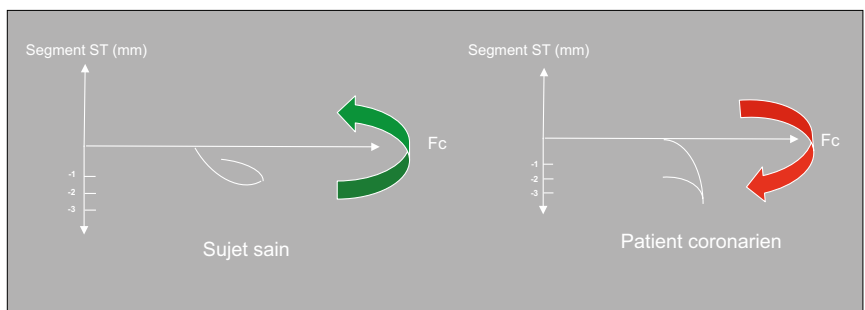 Segment ST (mm)
-1
-2
-3
Fc
Sujet sain
Segment ST (mm)
-1
-2
-3
Fc
Patient coronarien